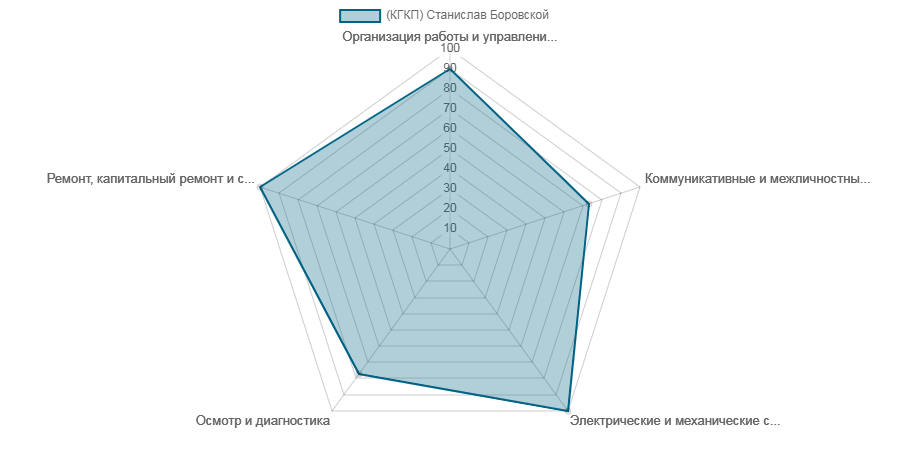 (КГКП) Станислав Боровской
Организация работы и управлени...
100
90
80
70
60
50
40
30
20
10
Ремонт, капитальный ремонт и с...
Коммуникативные и межличностны...
Осмотр и диагностика
Электрические и механические с...